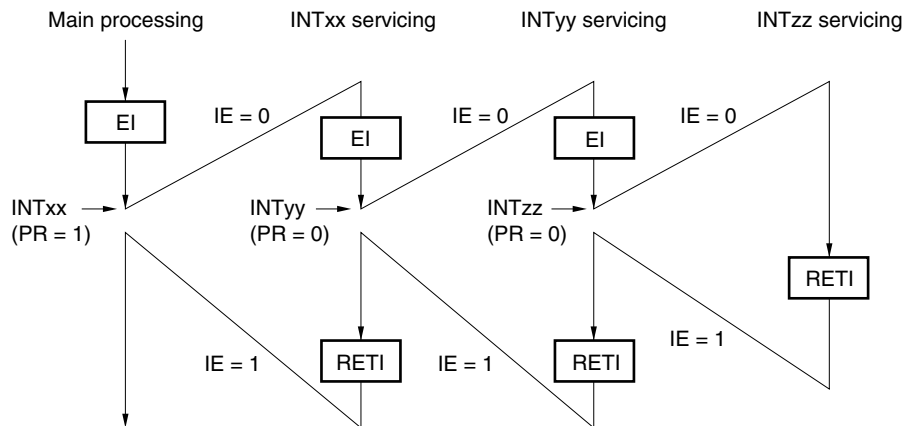 Main processing
INTxx servicing
INTyy servicing
INTzz servicing
EI
IE = 0
EI
IE = 0
EI
IE = 0
INTxx
(PR = 1)
INTyy
(PR = 0)
INTzz
(PR = 0)
RETI
IE = 1
RETI
IE = 1
RETI
IE = 1